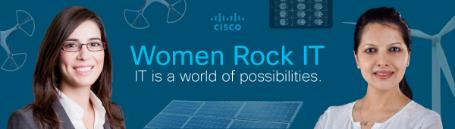 CISCO
Women Rock IT
IT is a world of possibilities.